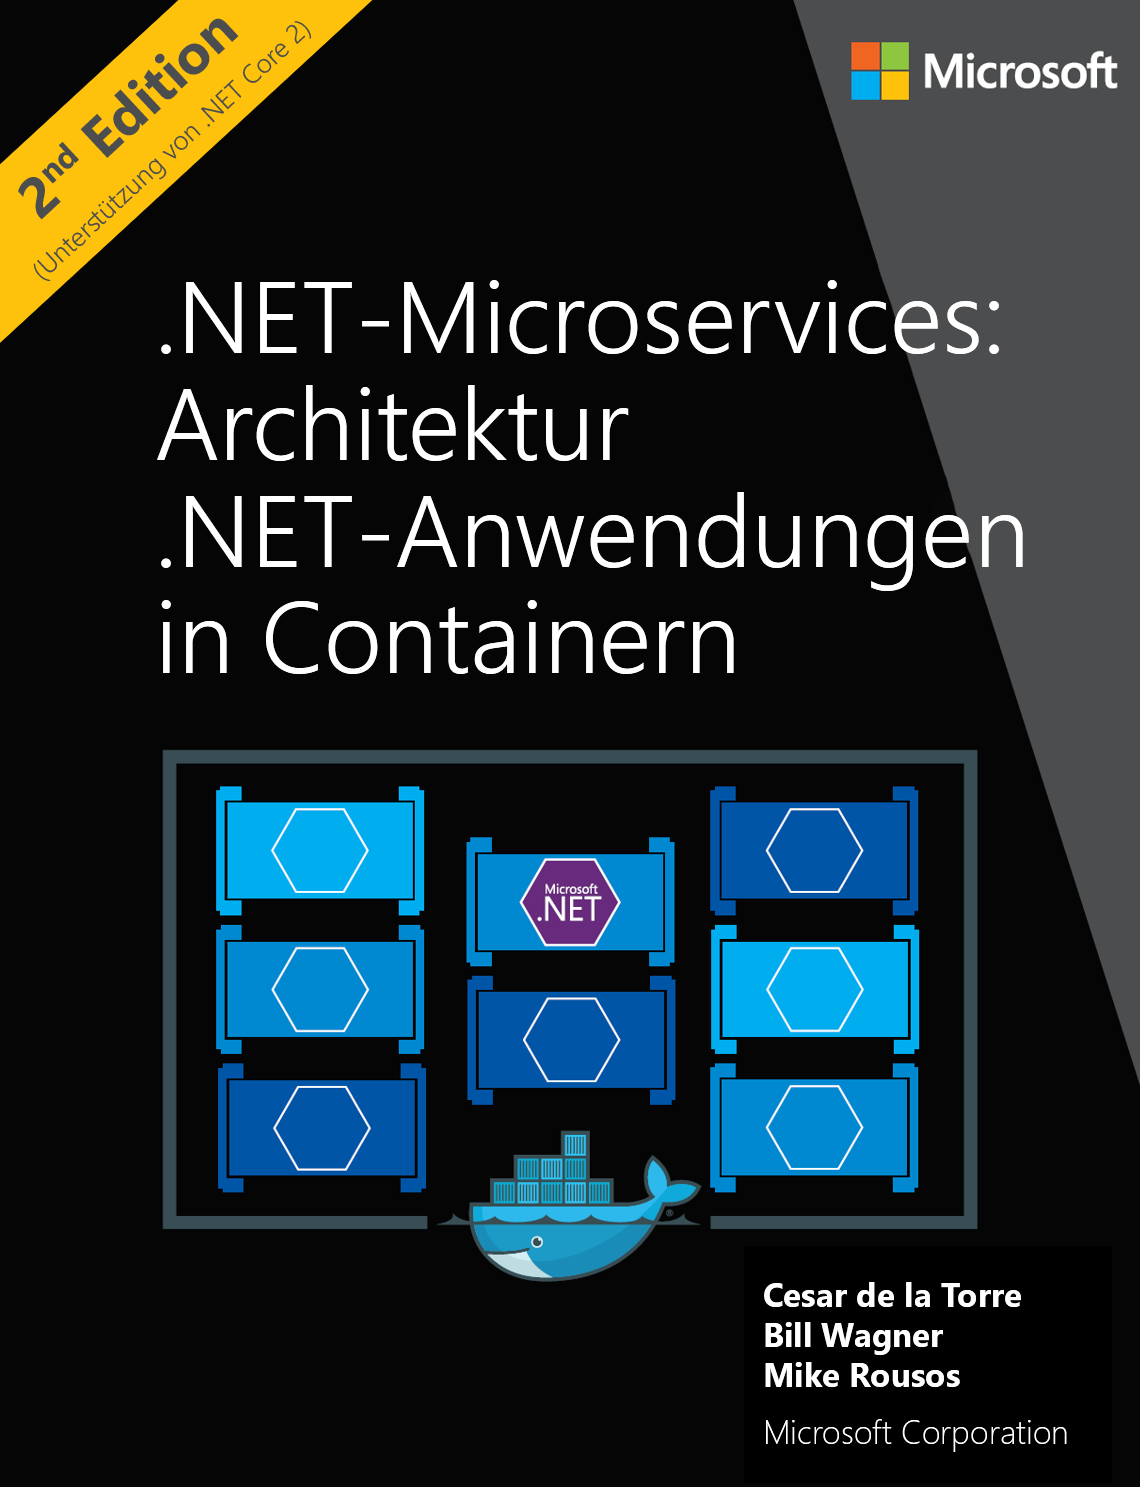 2nd Edition
(Unterstützung von .NET Core 2)
Microsoft
.NET-Microservices:
Architektur
.NET-Anwendungen
in Containern
Microsoft
.NET
®
Cesar de la Torre
Bill Wagner
Mike Rousos
Microsoft Corporation